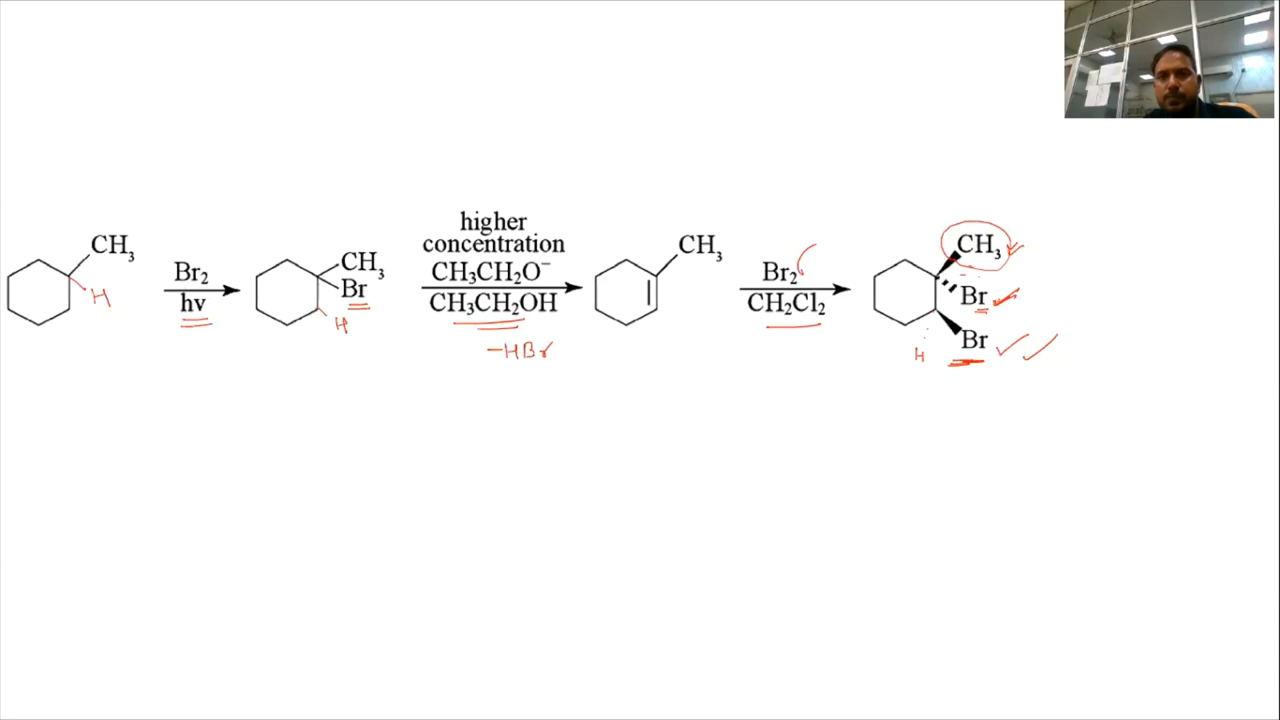 CH₃
H
Br₂
hν
CH₃
Br
H
higher
concentration
CH₃CH₂O⁻
CH₃CH₂OH
-HBr
CH₃
Br₂
CH₂Cl₂
CH₃
Br
Br
H